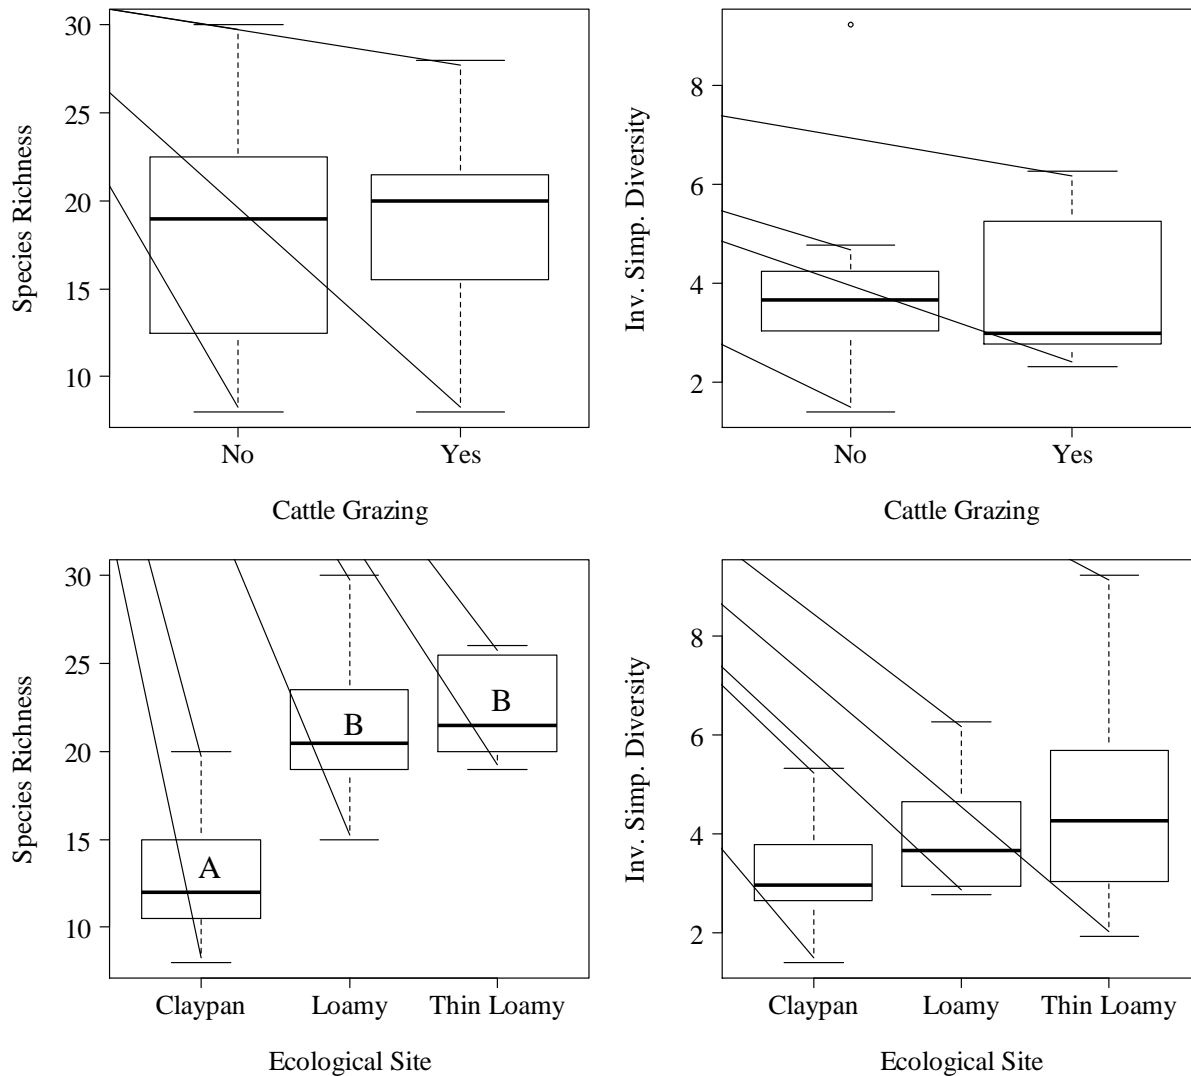 Species Richness
30
25
20
15
10
No
Yes
Cattle Grazing
Inv. Simp. Diversity
8
6
4
2
No
Yes
Cattle Grazing
Species Richness
30
25
20
15
10
A
B
B
Claypan
Loamy
Thin Loamy
Ecological Site
Inv. Simp. Diversity
8
6
4
2
Claypan
Loamy
Thin Loamy
Ecological Site